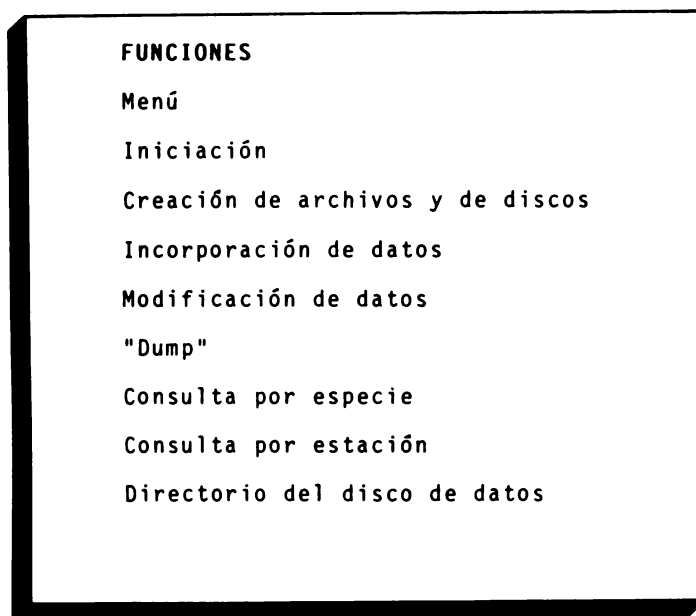 FUNCIONES
Menú
Iniciación
Creación de archivos y de discos
Incorporación de datos
Modificación de datos
"Dump"
Consulta por especie
Consulta por estación
Directorio del disco de datos